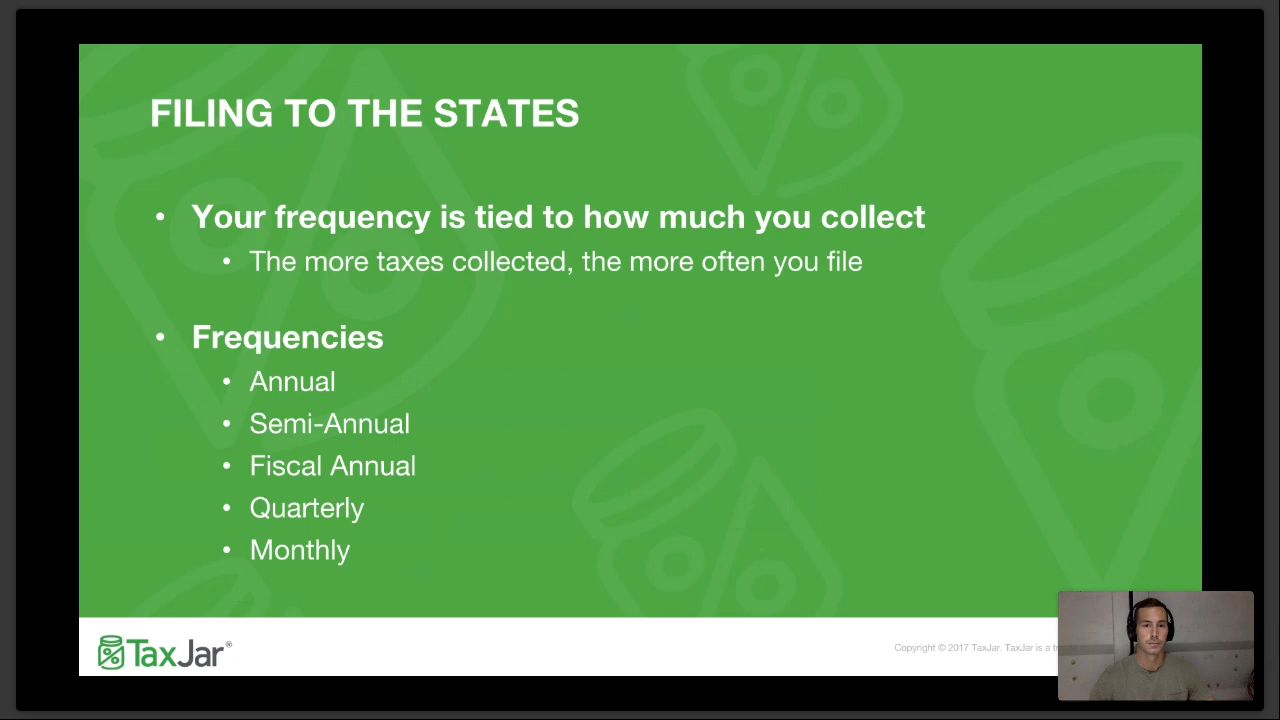 FILING TO THE STATES
• Your frequency is tied to how much you collect
• The more taxes collected, the more often you file
• Frequencies
• Annual
• Semi-Annual
• Fiscal Annual
• Quarterly
• Monthly
TaxJar®
Copyright © 2017 TaxJar. TaxJar is a